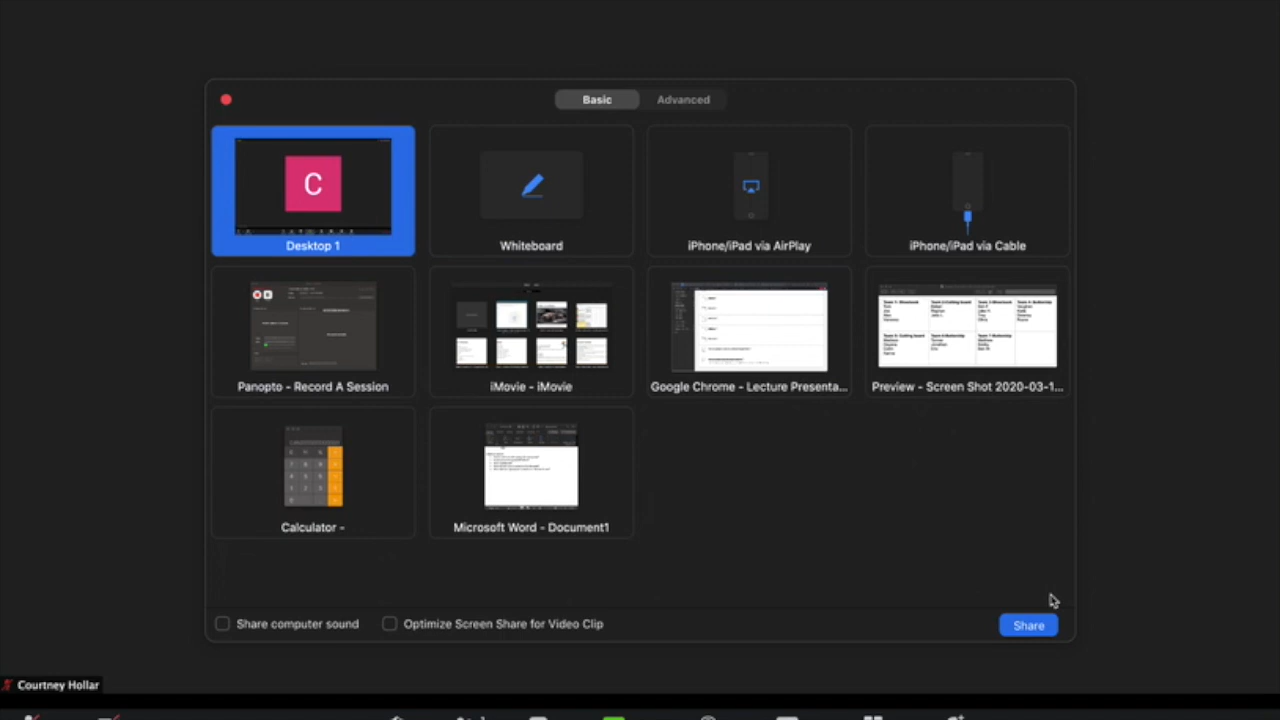 Basic Advanced
C
Desktop 1 Whiteboard iPhone/iPad via AirPlay iPhone/iPad via Cable
Panopto - Record A Session iMovie - iMovie Google Chrome - Lecture Presenta... Preview - Screen Shot 2020-03-1...
Calculator - Microsoft Word - Document1
Share computer sound Optimize Screen Share for Video Clip Share
Courtney Hollar